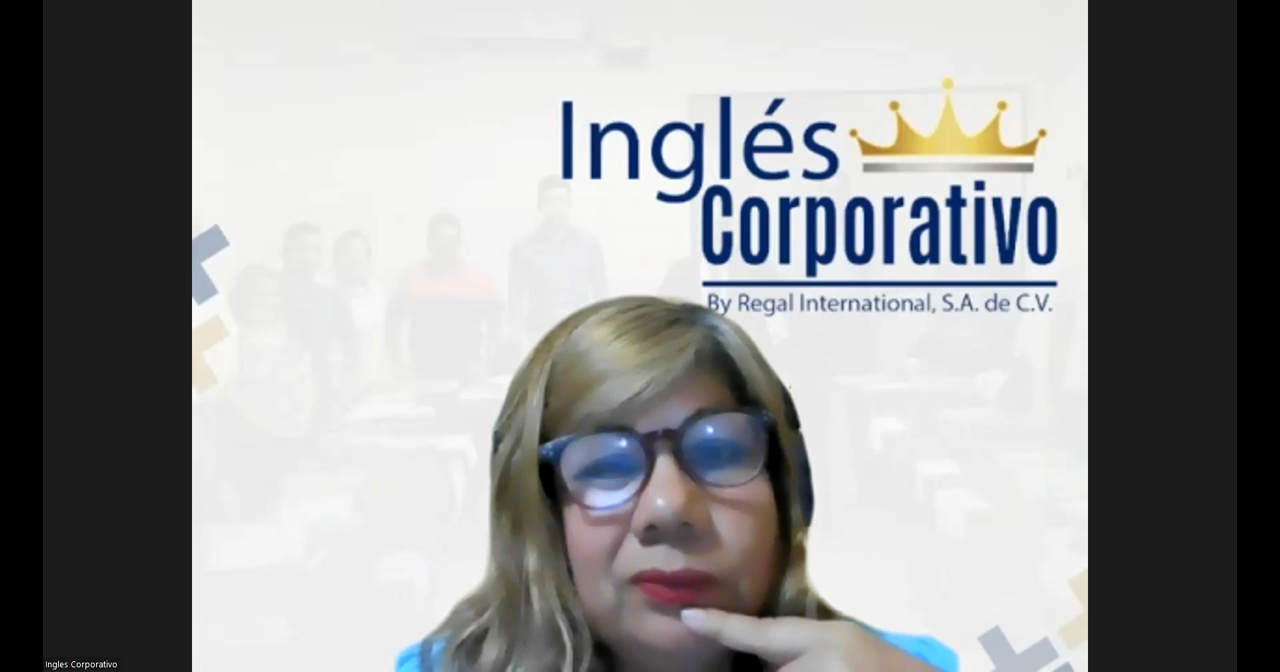 Inglés
Corporativo
By Regal International, S.A. de C.V.
Ingles Corporativo